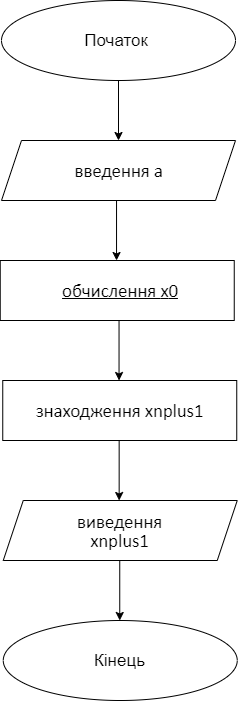 Початок
введення a
обчислення x0
знаходження xnplus1
виведення
xnplus1
Кінець